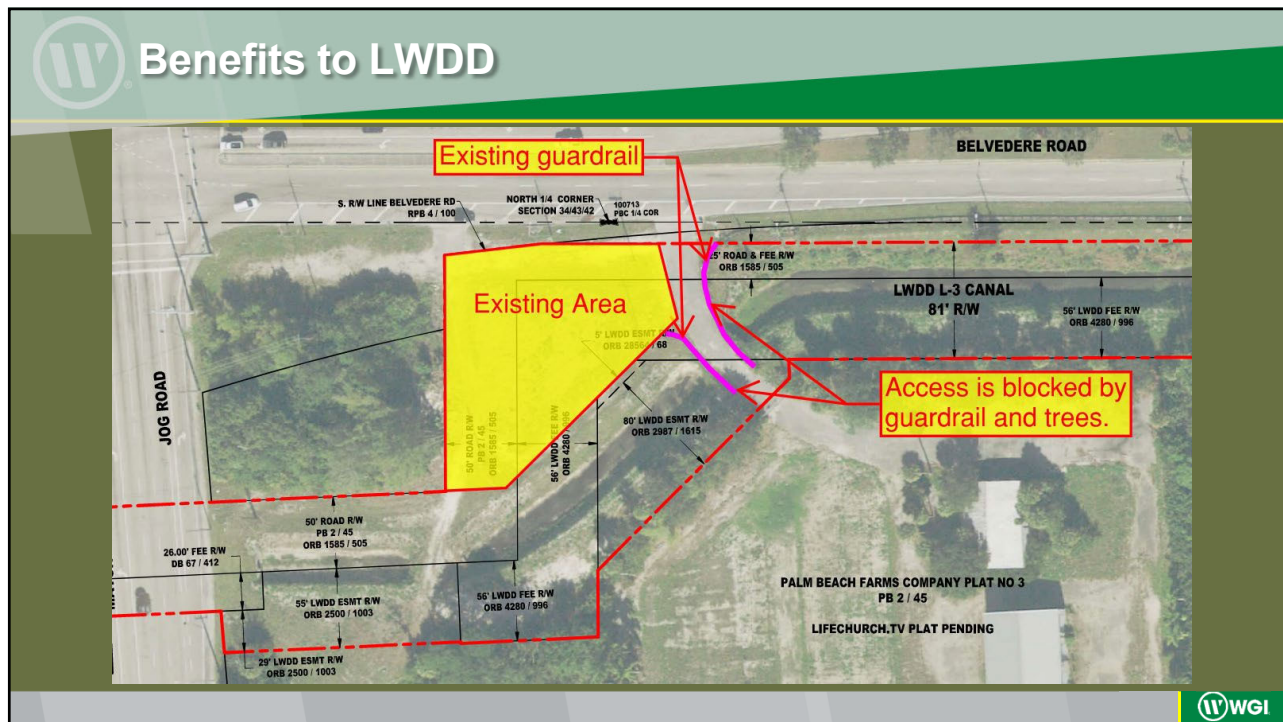 Benefits to LWDD
Existing guardrail
BELVEDERE ROAD
S. R/W LINE BELVEDERE RD
RPB 4 / 100
NORTH 1/4 CORNER
SECTION 34/43/42
100713
PBC 1/4 COR
25' ROAD & FEE R/W
ORB 1585 / 505
LWDD L-3 CANAL
81' R/W
56' LWDD FEE R/W
ORB 4280 / 996
Existing Area
5' LWDD ESMT R/W
ORB 28564 / 68
JOG ROAD
Access is blocked by
guardrail and trees.
80' LWDD ESMT R/W
ORB 2987 / 1615
50' ROAD R/W
PB 2 / 45
ORB 1585 / 505
56' LWDD FEE R/W
ORB 4280 / 996
50' ROAD R/W
PB 2 / 45
ORB 1585 / 505
26.00' FEE R/W
DB 67 / 412
55' LWDD ESMT R/W
ORB 2500 / 1003
56' LWDD FEE R/W
ORB 4280 / 996
29' LWDD ESMT R/W
ORB 2500 / 1003
PALM BEACH FARMS COMPANY PLAT NO 3
PB 2 / 45
LIFECHURCH.TV PLAT PENDING
WGI